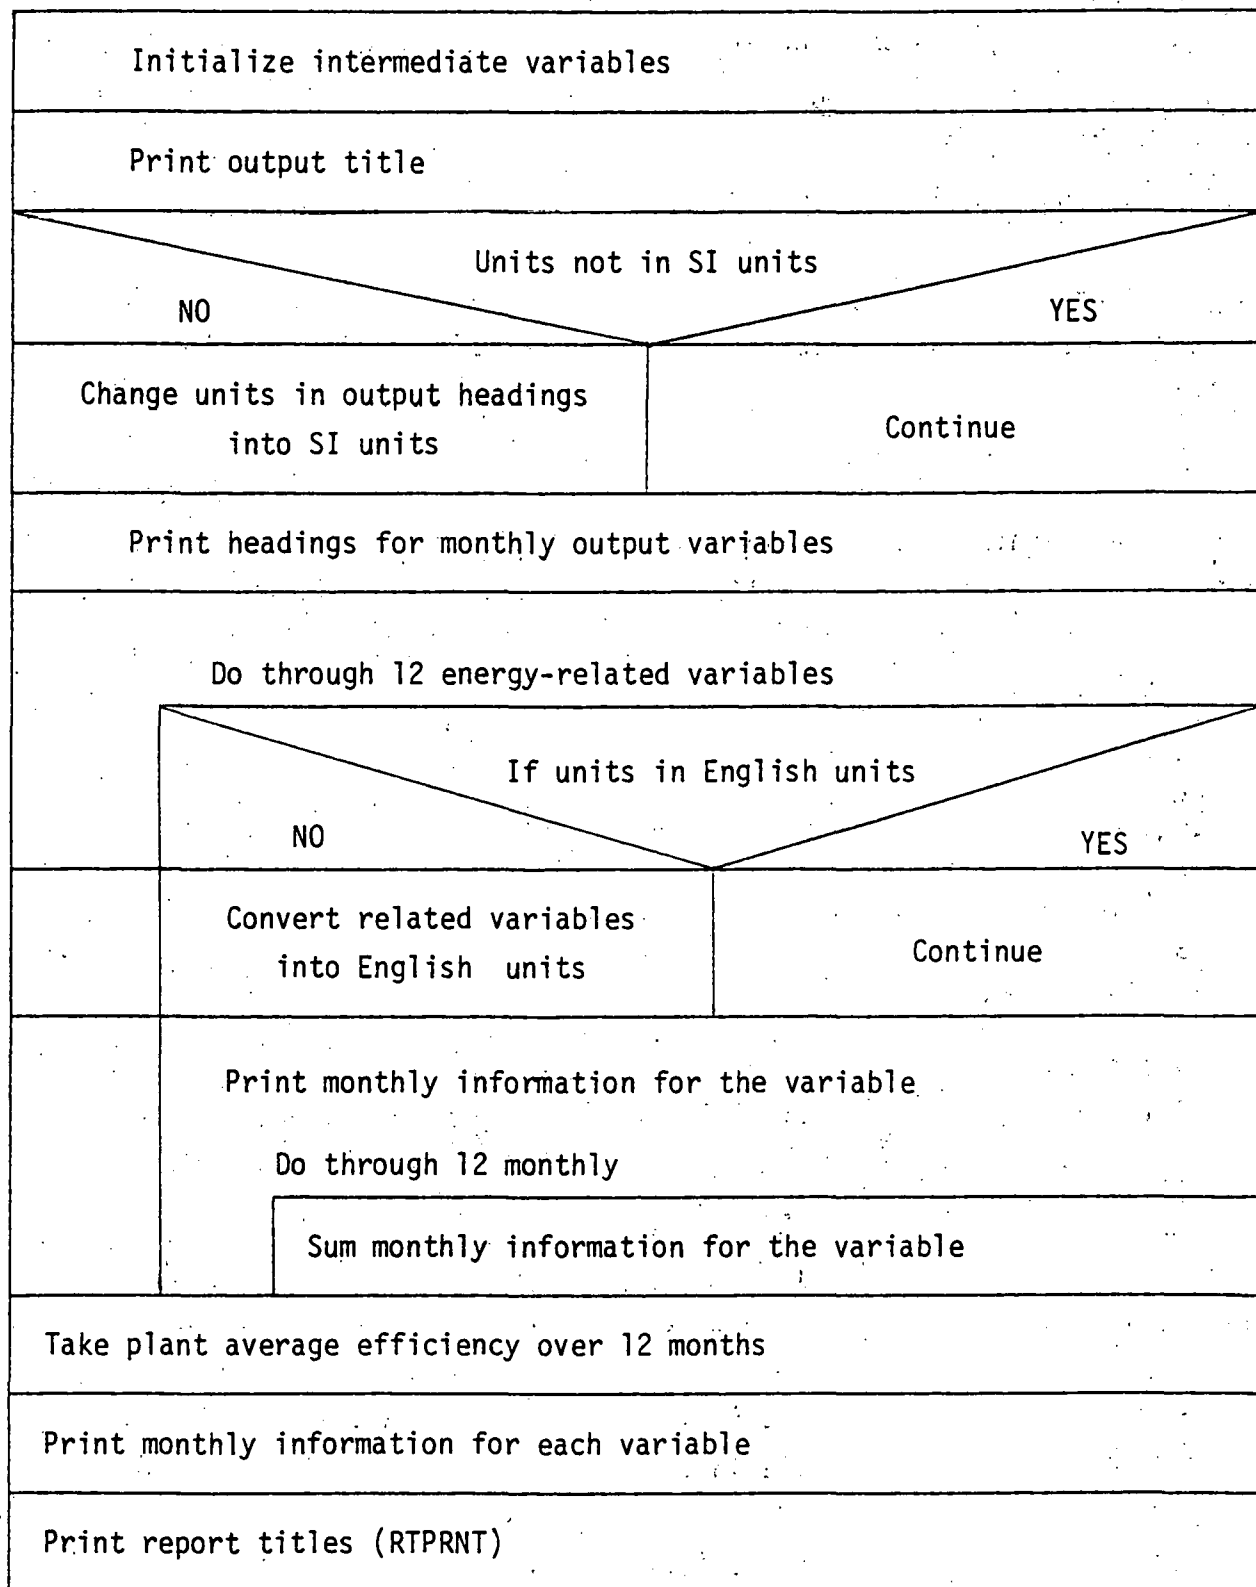 Initialize intermediate variables
Print output title
Units not in SI units
NO
YES
Change units in output headings
into SI units
Continue
Print headings for monthly output variables
Do through 12 energy-related variables
If units in English units
NO
YES
Convert related variables
into English units
Continue
Print monthly information for the variable
Do through 12 monthly
Sum monthly information for the variable
Take plant average efficiency over 12 months
Print monthly information for each variable
Print report titles (RTPRNT)